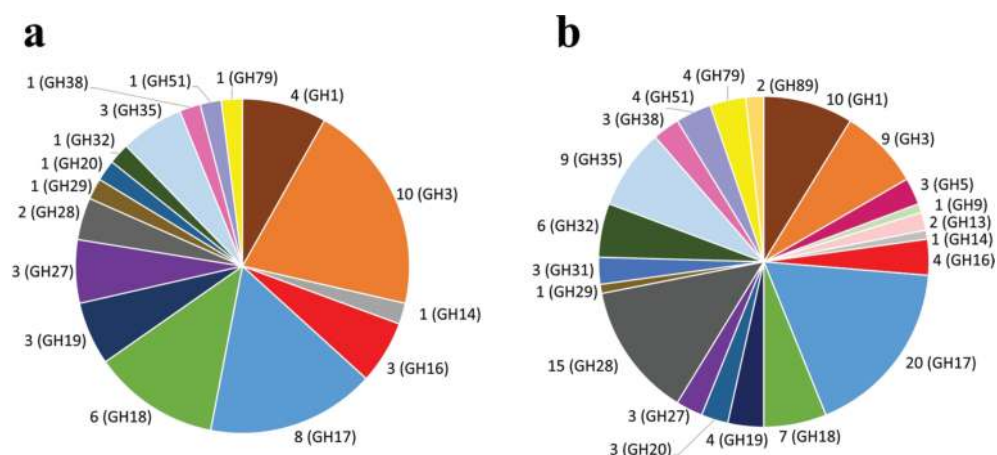 a
1 (GH38)
1 (GH51)
1 (GH79)
4 (GH1)
3 (GH35)
1 (GH32)
1 (GH20)
1 (GH29)
2 (GH28)
3 (GH27)
3 (GH19)
6 (GH18)
8 (GH17)
3 (GH16)
1 (GH14)
10 (GH3)
b
4 (GH79)
2 (GH89)
4 (GH51)
3 (GH38)
9 (GH35)
6 (GH32)
3 (GH31)
1 (GH29)
15 (GH28)
3 (GH27)
3 (GH20)
4 (GH19)
7 (GH18)
20 (GH17)
4 (GH16)
1 (GH14)
2 (GH13)
1 (GH9)
3 (GH5)
9 (GH3)
10 (GH1)